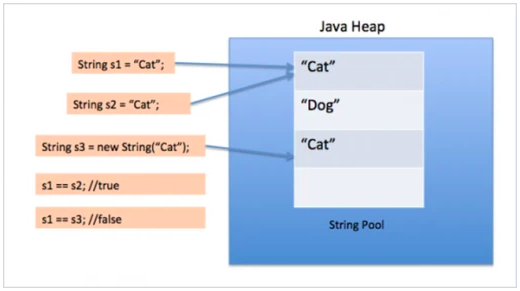 Java Heap
String s1 = “Cat”;
“Cat”
String s2 = “Cat”;
“Dog”
String s3 = new String(“Cat”);
“Cat”
s1 == s2; //true
s1 == s3; //false
String Pool